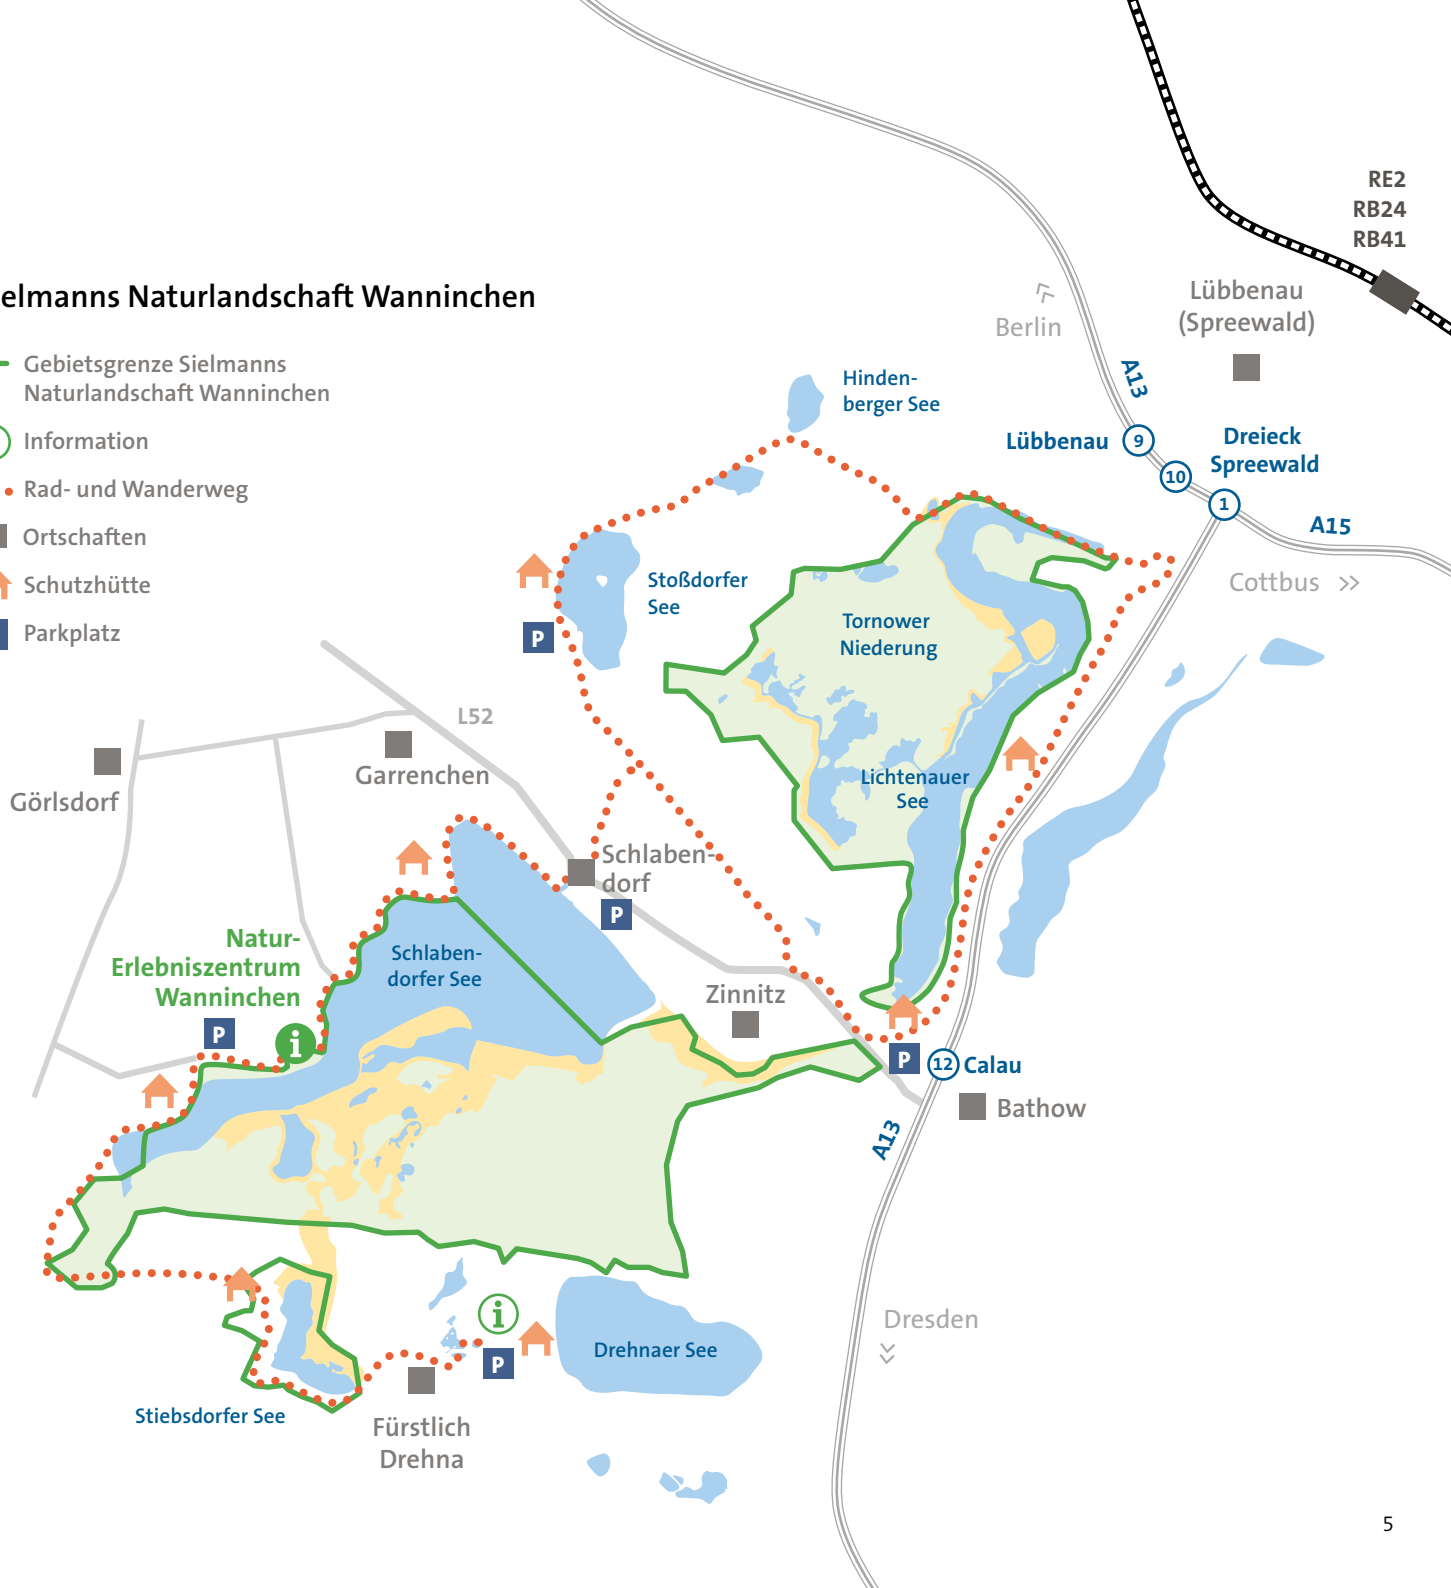 elmanns Naturlandschaft Wanninchen
Gebietsgrenze Sielmanns
Naturlandschaft Wanninchen
Information
Rad- und Wanderweg
Ortschaften
Schutzhütte
P
Parkplatz
RE2
RB24
RB41
Lübbenau
(Spreewald)
Berlin
A13
Hinden-
berger See
Lübbenau
9
10
1
Dreieck
Spreewald
A15
Cottbus
Stoßdorfer
See
P
Tornower
Niederung
Lichtenauer
See
L52
Görlsdorf
Garrenchen
Schlaben-
dorf
P
Natur-
Erlebniszentrum
Wanninchen
P
i
Schlaben-
dorfer See
Zinnitz
P
12
Calau
Bathow
A13
Dresden
i
P
Drehnaer See
Stiebsdorfer See
Fürstlich
Drehna
5